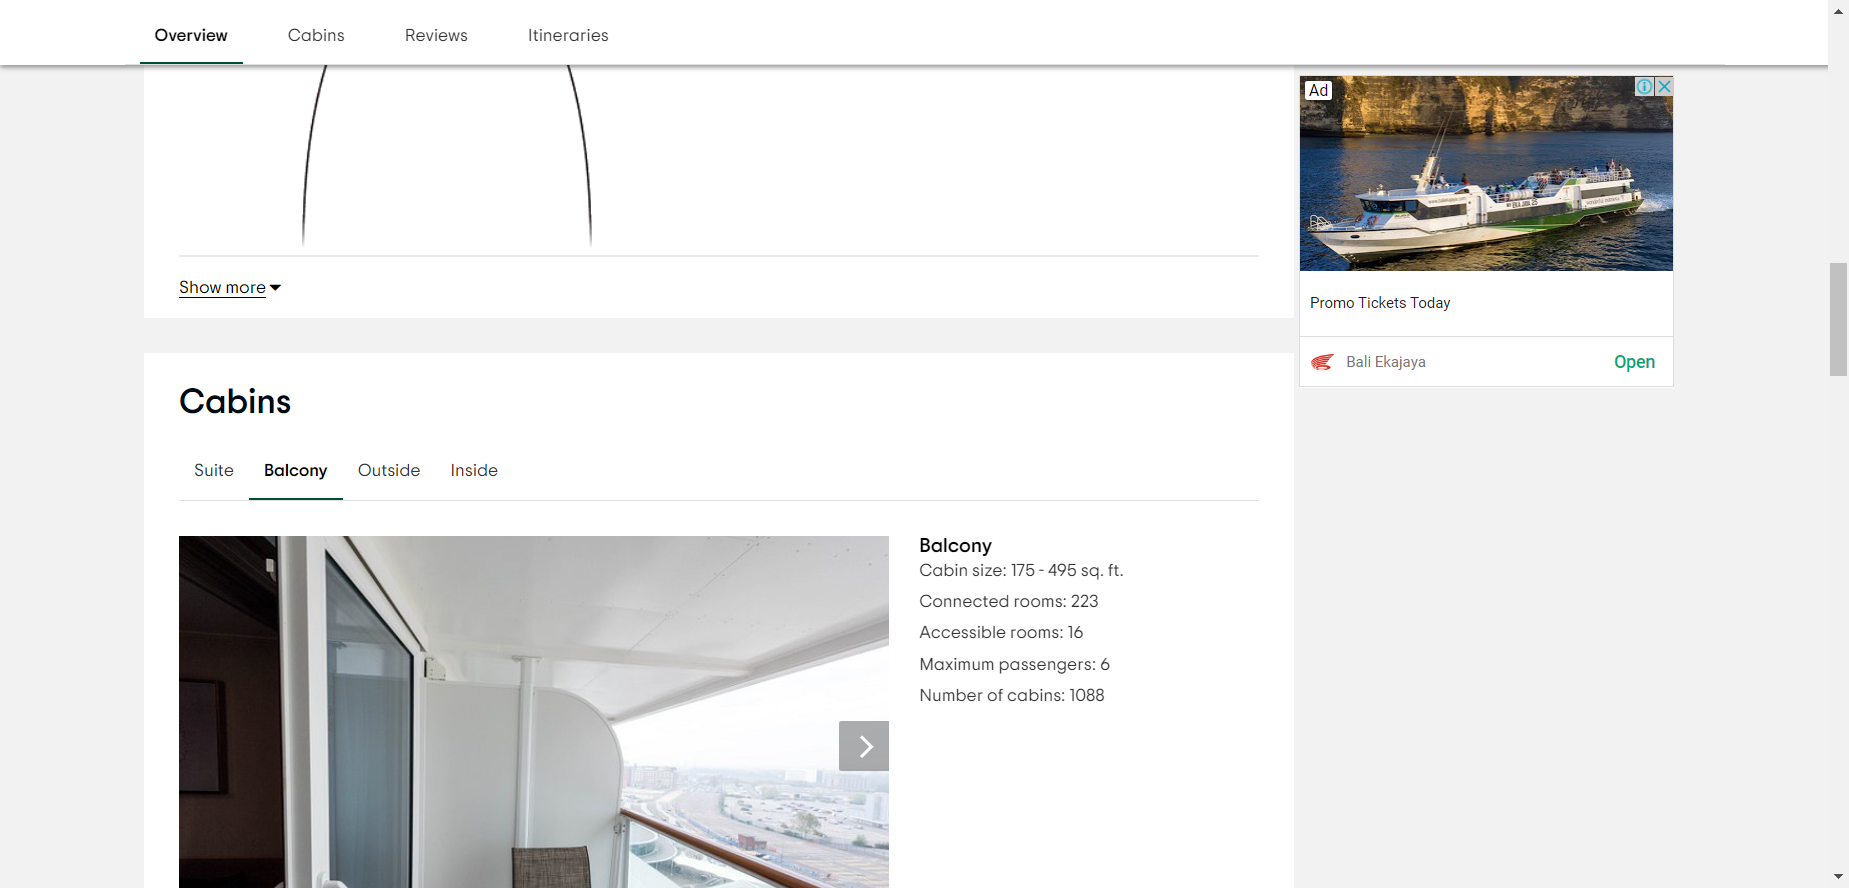 Overview Cabins Reviews Itineraries
Ad
Show more
Promo Tickets Today
Bali Ekajaya Open
Cabins
Suite Balcony Outside Inside
Balcony
Cabin size: 175 - 495 sq. ft.
Connected rooms: 223
Accessible rooms: 16
Maximum passengers: 6
Number of cabins: 1088